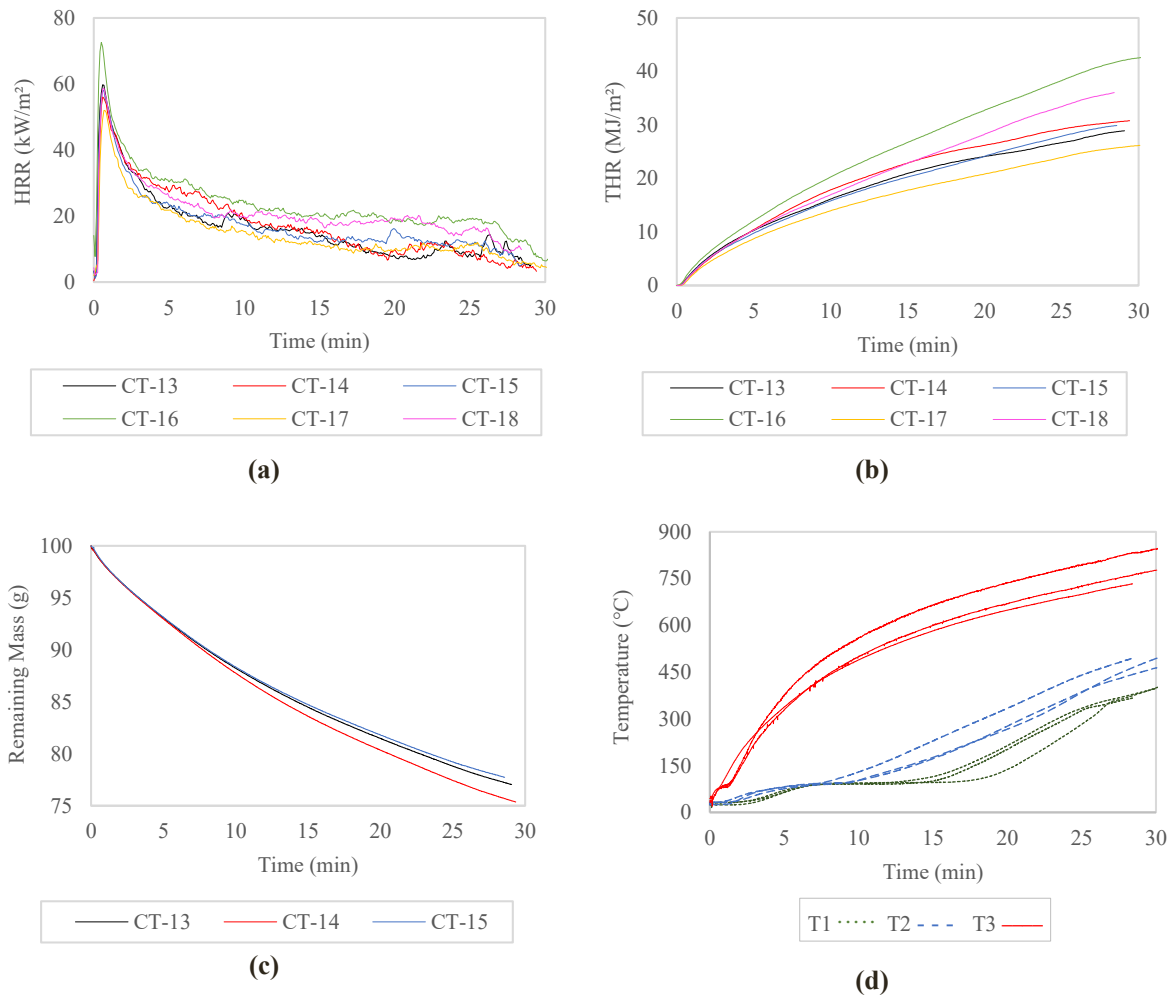 80
60
40
20
0
HRR (kW/m²)
0 5 10 15 20 25 30
Time (min)
CT-13 CT-14 CT-15
CT-16 CT-17 CT-18
(a)
50
40
30
20
10
0
THR (MJ/m²)
0 5 10 15 20 25 30
Time (min)
CT-13 CT-14 CT-15
CT-16 CT-17 CT-18
(b)
100
95
90
85
80
75
Remaining Mass (g)
0 5 10 15 20 25 30
Time (min)
CT-13 CT-14 CT-15
(c)
900
750
600
450
300
150
0
Temperature (°C)
0 5 10 15 20 25 30
Time (min)
T1 T2 T3
(d)